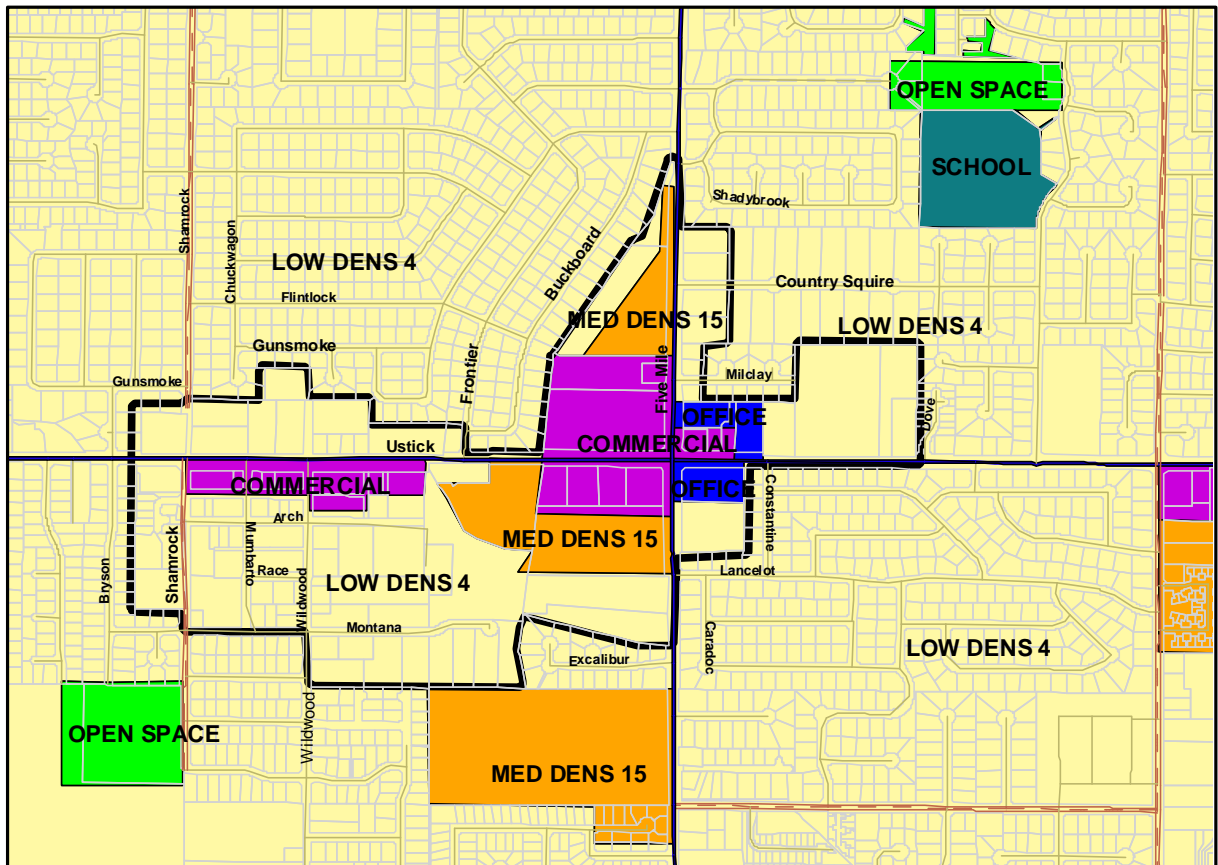 OPEN SPACE
SCHOOL
Shadybrook
Shamrock
Buckboard
Chuckwagon
LOW DENS 4
Country Squire
Flintlock
MED DENS 15
LOW DENS 4
Gunsmoke
Frontier
Five Mile
Milclay
Gunsmoke
OFFICE
Dove
Ustick
COMMERCIAL
COMMERCIAL
OFFICE
Constantine
Arch
Shamrock
Mumbarto
MED DENS 15
Bryson
Race
Wildwood
LOW DENS 4
Lancelot
Montana
Caradoc
LOW DENS 4
Excalibur
OPEN SPACE
Wildwood
MED DENS 15